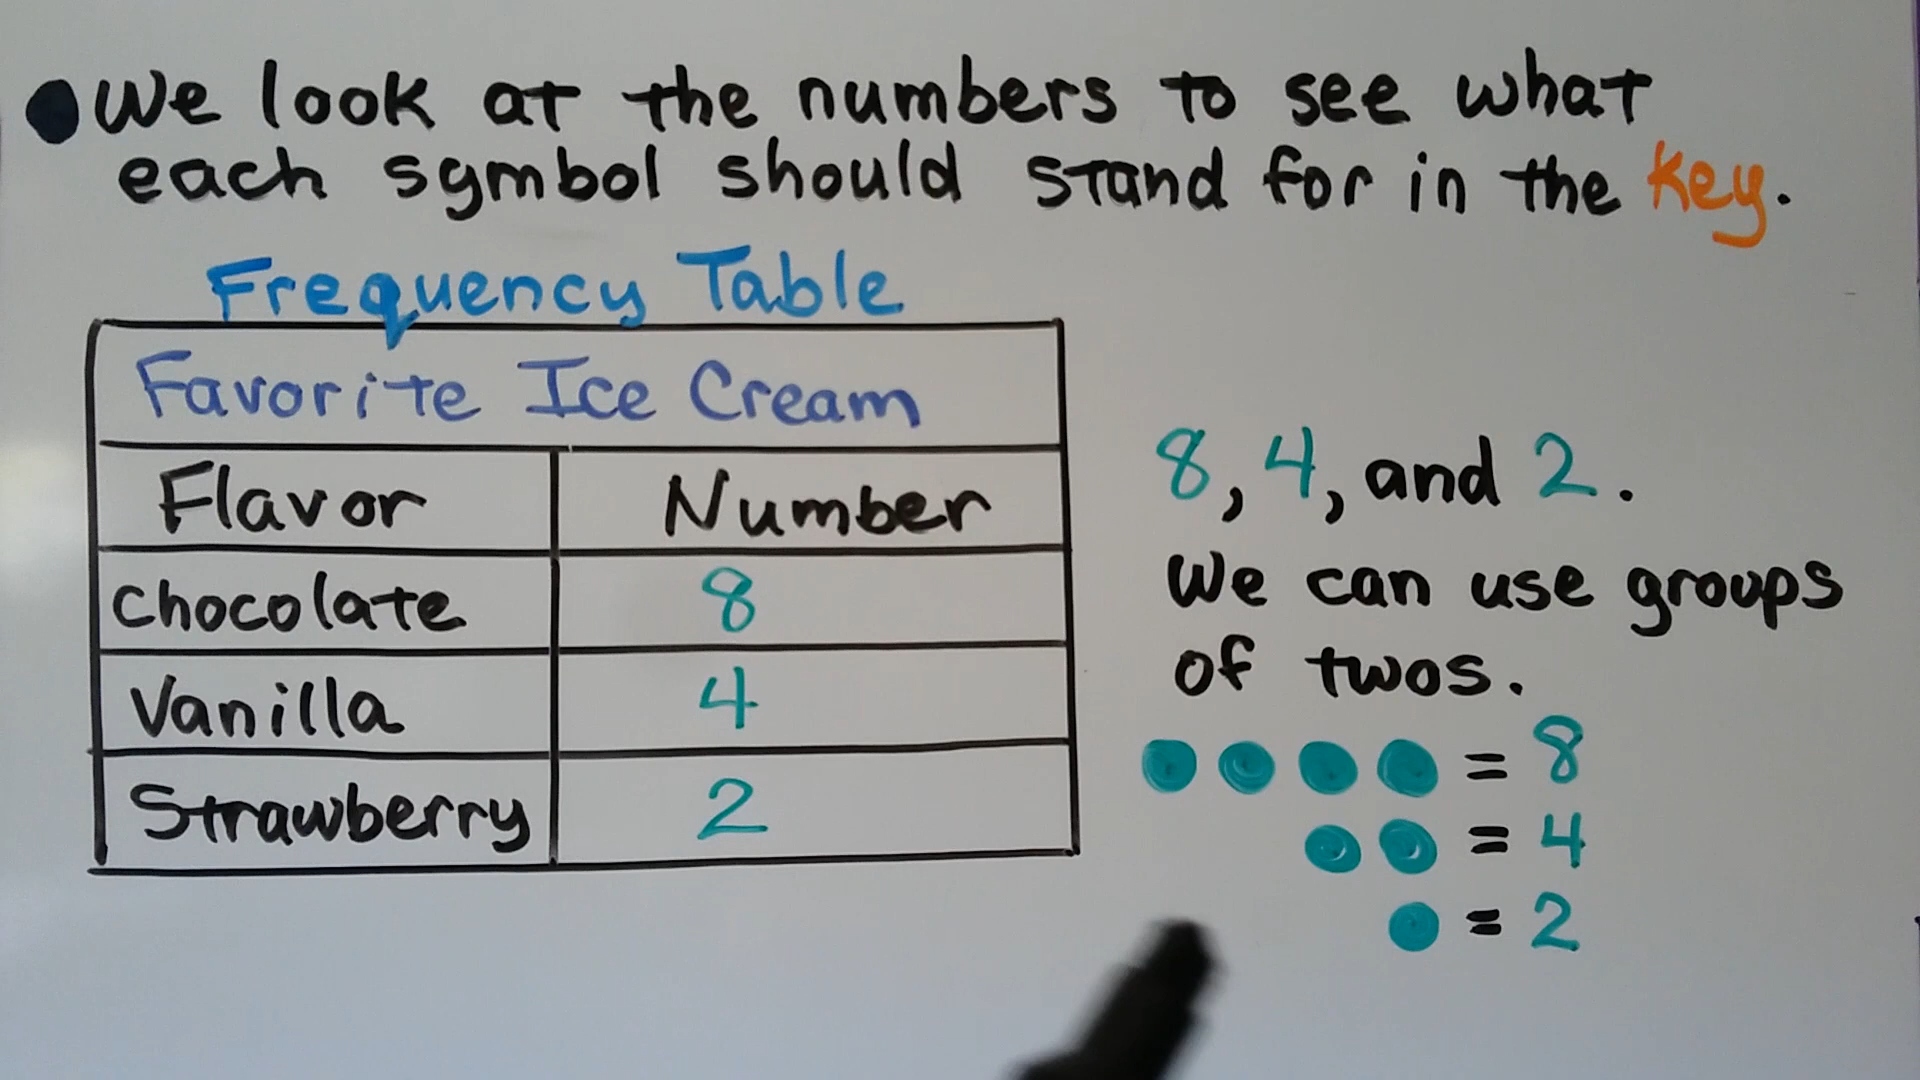 We look at the numbers to see what
each symbol should stand for in the key.
Frequency Table
Favorite Ice Cream
Flavor Number
Chocolate 8
Vanilla 4
Strawberry 2
8, 4, and 2.
We can use groups
of twos.
= 8
= 4
= 2